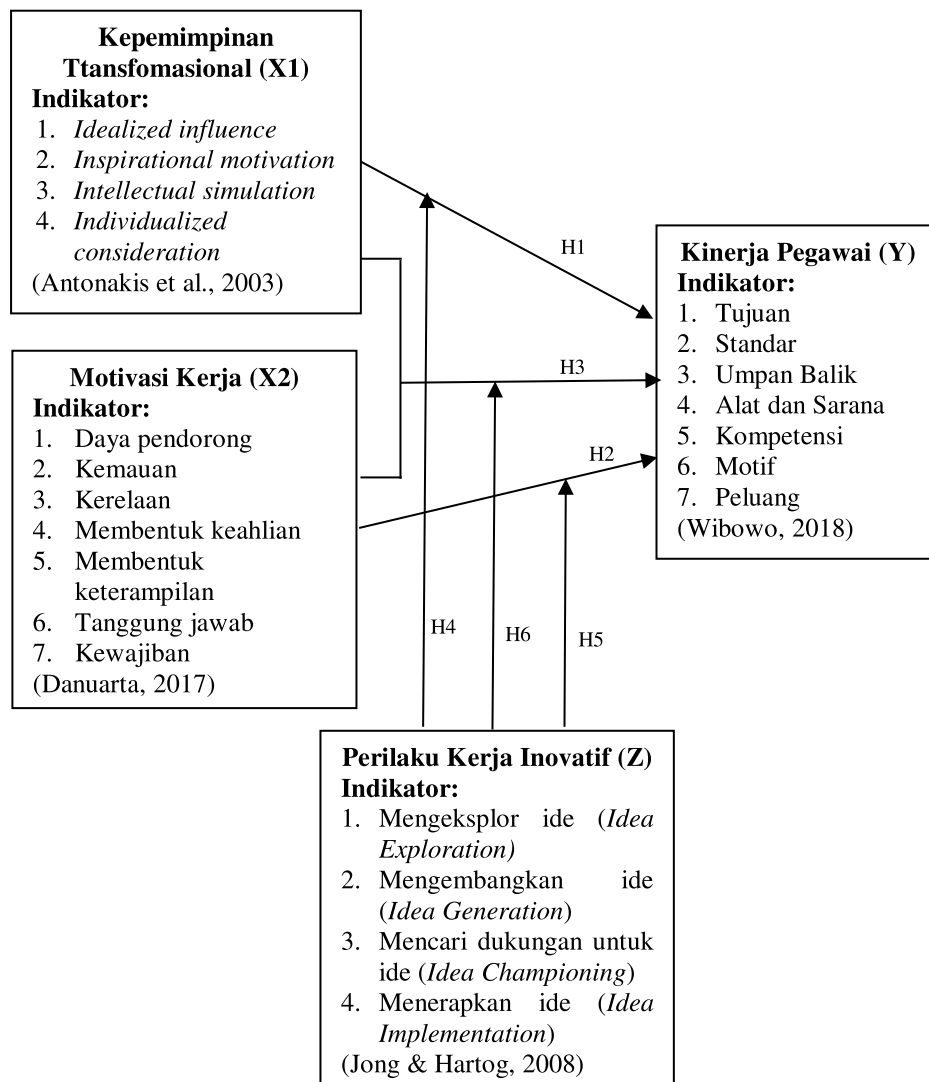 Kepemimpinan
Ttansfomasional (X1)
Indikator:
1. Idealized influence
2. Inspirational motivation
3. Intellectual simulation
4. Individualized
consideration
(Antonakis et al., 2003)
H1
Kinerja Pegawai (Y)
Indikator:
1. Tujuan
2. Standar
3. Umpan Balik
4. Alat dan Sarana
5. Kompetensi
6. Motif
7. Peluang
(Wibowo, 2018)
H3
H2
Motivasi Kerja (X2)
Indikator:
1. Daya pendorong
2. Kemauan
3. Kerelaan
4. Membentuk keahlian
5. Membentuk
keterampilan
6. Tanggung jawab
7. Kewajiban
(Danuarta, 2017)
H4
H6
H5
Perilaku Kerja Inovatif (Z)
Indikator:
1. Mengeksplor ide (Idea
Exploration)
2. Mengembangkan ide
(Idea Generation)
3. Mencari dukungan untuk
ide (Idea Championing)
4. Menerapkan ide (Idea
Implementation)
(Jong & Hartog, 2008)